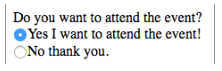 Do you want to attend the event?
Yes I want to attend the event!
No thank you.